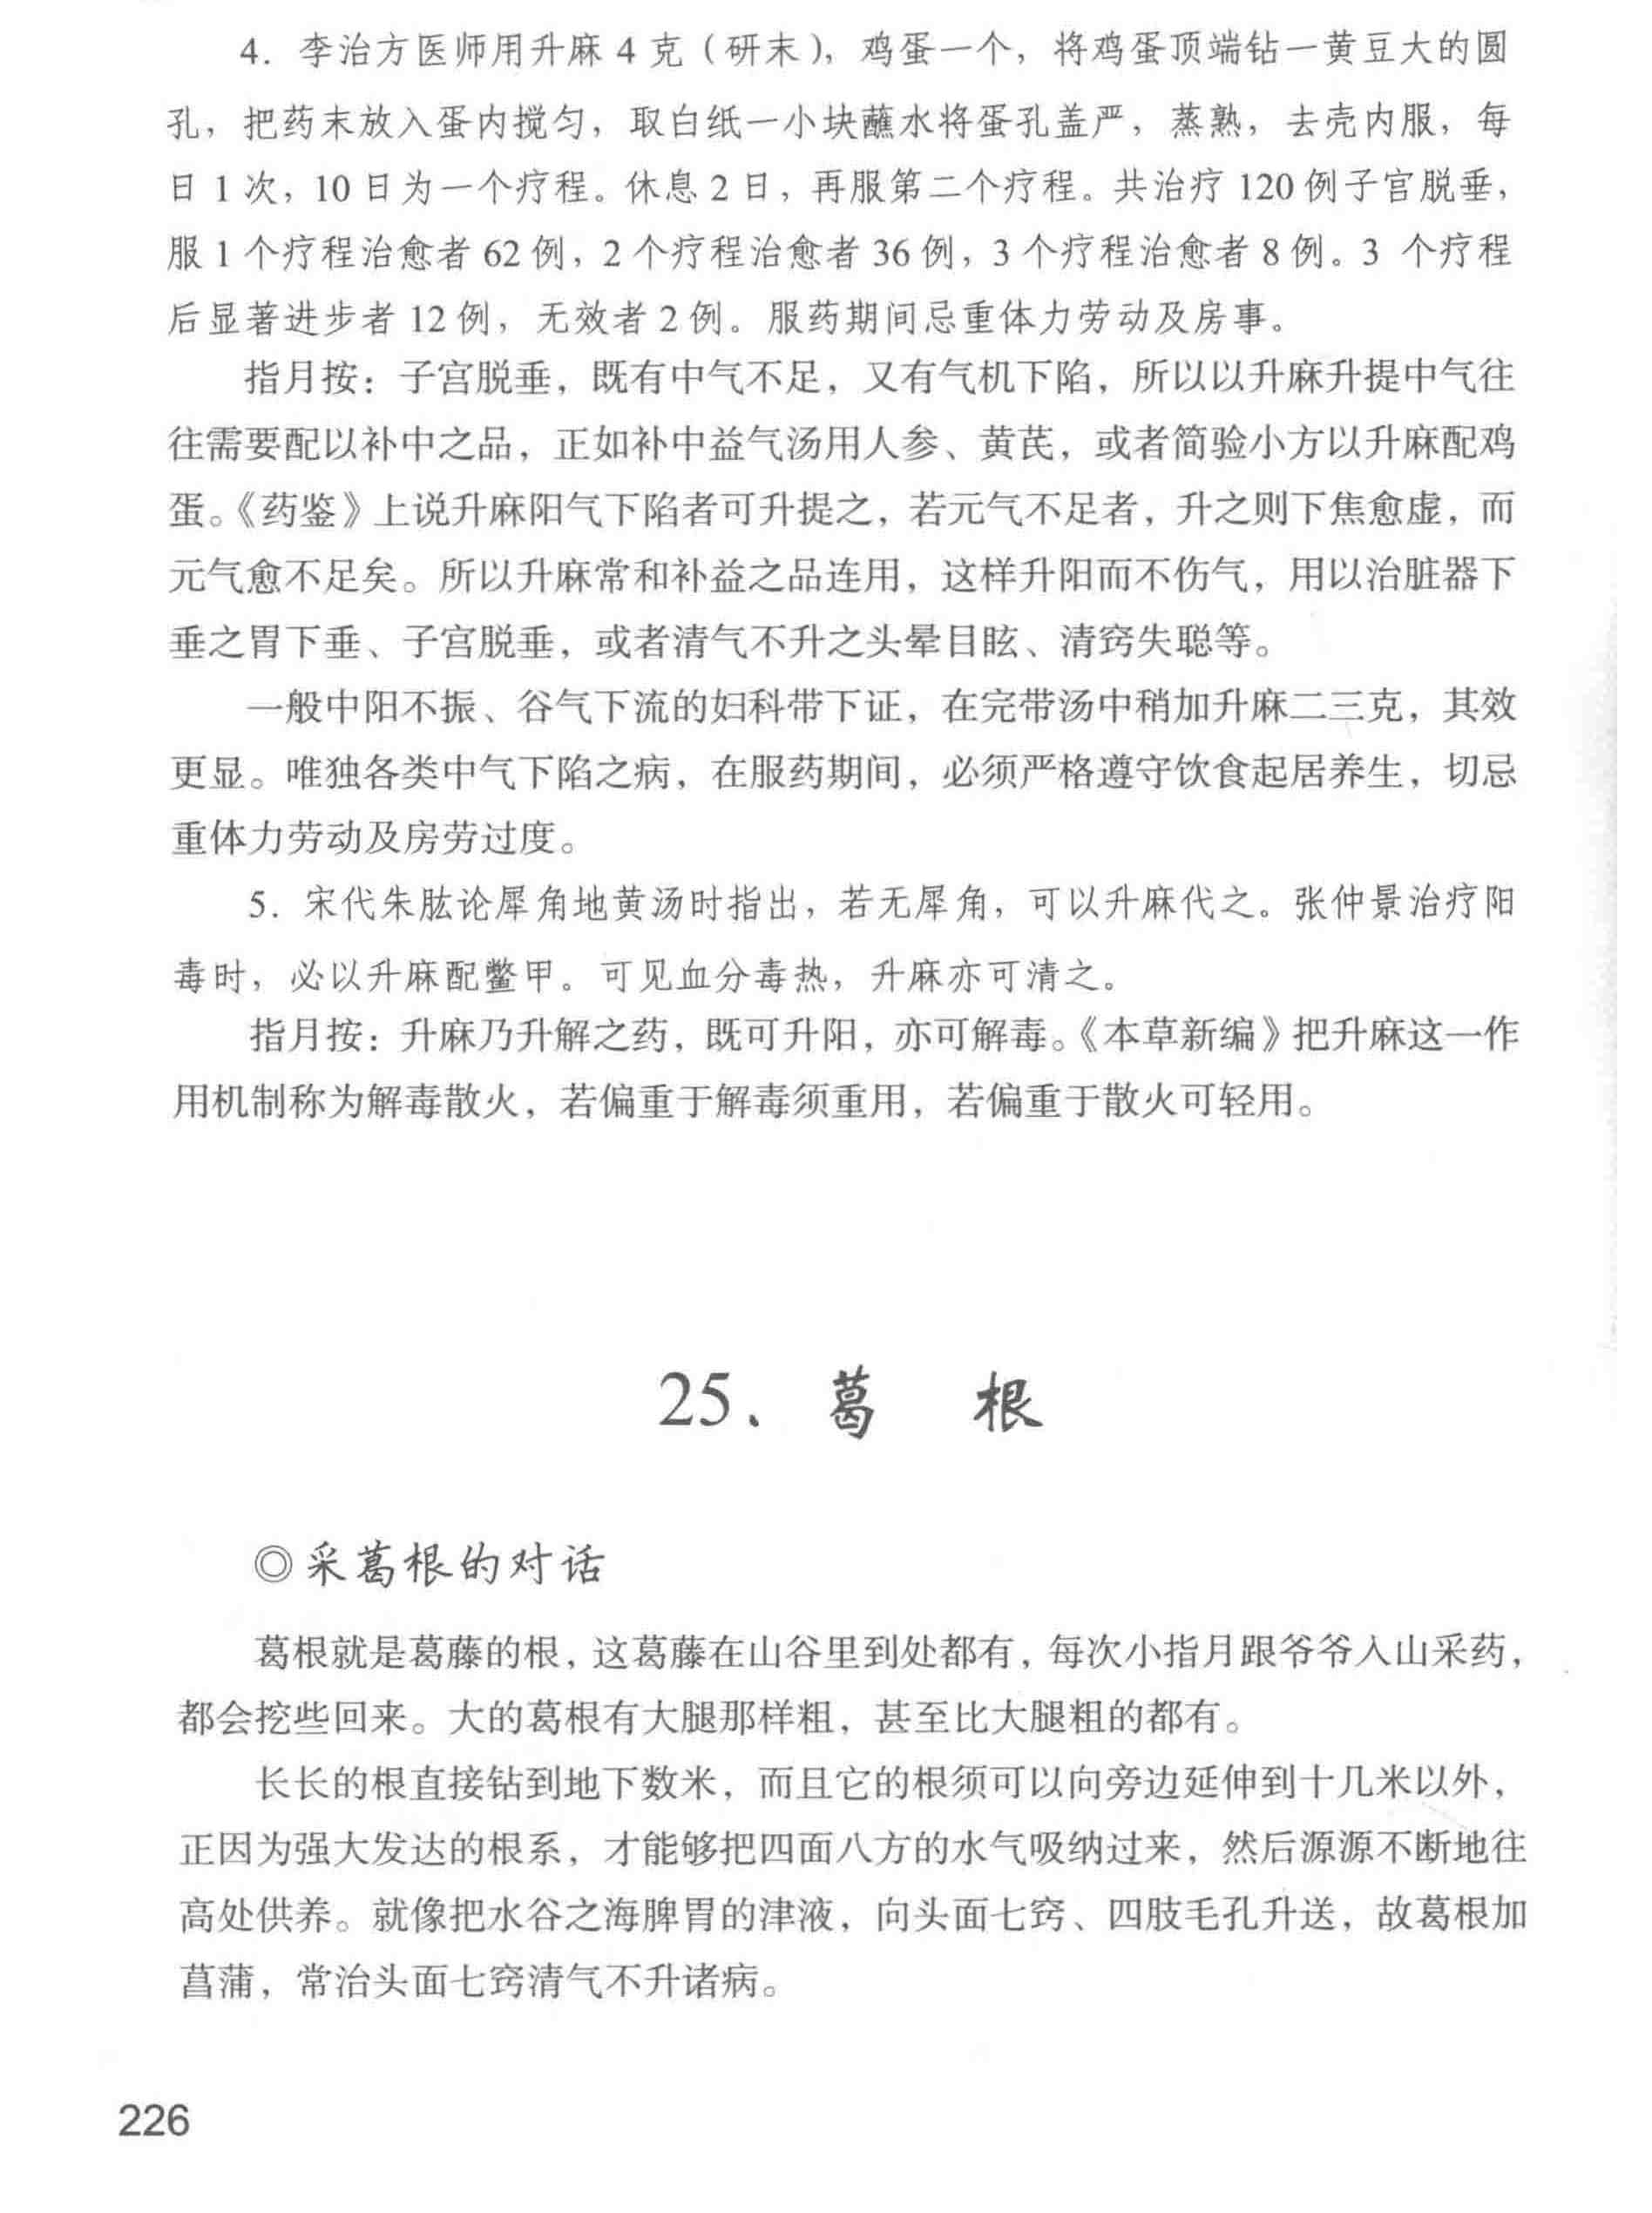 4. 李治方医师用升麻 4 克（研末），鸡蛋一个，将鸡蛋顶端钻一黄豆大的圆
孔，把药末放入蛋内搅匀，取白纸一小块蘸水将蛋孔盖严，蒸熟，去壳内服，每
日 1 次，10 日为一个疗程。休息 2 日，再服第二个疗程。共治疗 120 例子宫脱垂，
服 1 个疗程治愈者 62 例，2 个疗程治愈者 36 例，3 个疗程治愈者 8 例。3 个疗程
后显著进步者 12 例，无效者 2 例。服药期间忌重体力劳动及房事。
指月按：子宫脱垂，既有中气不足，又有气机下陷，所以以升麻升提中气往
往需要配以补中之品，正如补中益气汤用人参、黄芪，或者简验小方以升麻配鸡
蛋。《药鉴》上说升麻阳气下陷者可升提之，若元气不足者，升之则下焦愈虚，而
元气愈不足矣。所以升麻常和补益之品连用，这样升阳而不伤气，用以治脏器下
垂之胃下垂、子宫脱垂，或者清气不升之头晕目眩、清窍失聪等。
一般中阳不振、谷气下流的妇科带下证，在完带汤中稍加升麻二三克，其效
更显。唯独各类中气下陷之病，在服药期间，必须严格遵守饮食起居养生，切忌
重体力劳动及房劳过度。
5. 宋代朱肱论犀角地黄汤时指出，若无犀角，可以升麻代之。张仲景治疗阳
毒时，必以升麻配鳖甲。可见血分毒热，升麻亦可清之。
指月按：升麻乃升解之药，既可升阳，亦可解毒。《本草新编》把升麻这一作
用机制称为解毒散火，若偏重于解毒须重用，若偏重于散火可轻用。
25、葛 根
◎采葛根的对话
葛根就是葛藤的根，这葛藤在山谷里到处都有，每次小指月跟爷爷入山采药，
都会挖些回来。大的葛根有大腿那样粗，甚至比大腿粗的都有。
长长的根直接钻到地下数米，而且它的根须可以向旁边延伸到十几米以外，
正因为强大发达的根系，才能够把四面八方的水气吸纳过来，然后源源不断地往
高处供养。就像把水谷之海脾胃的津液，向头面七窍、四肢毛孔升送，故葛根加
菖蒲，常治头面七窍清气不升诸病。
226